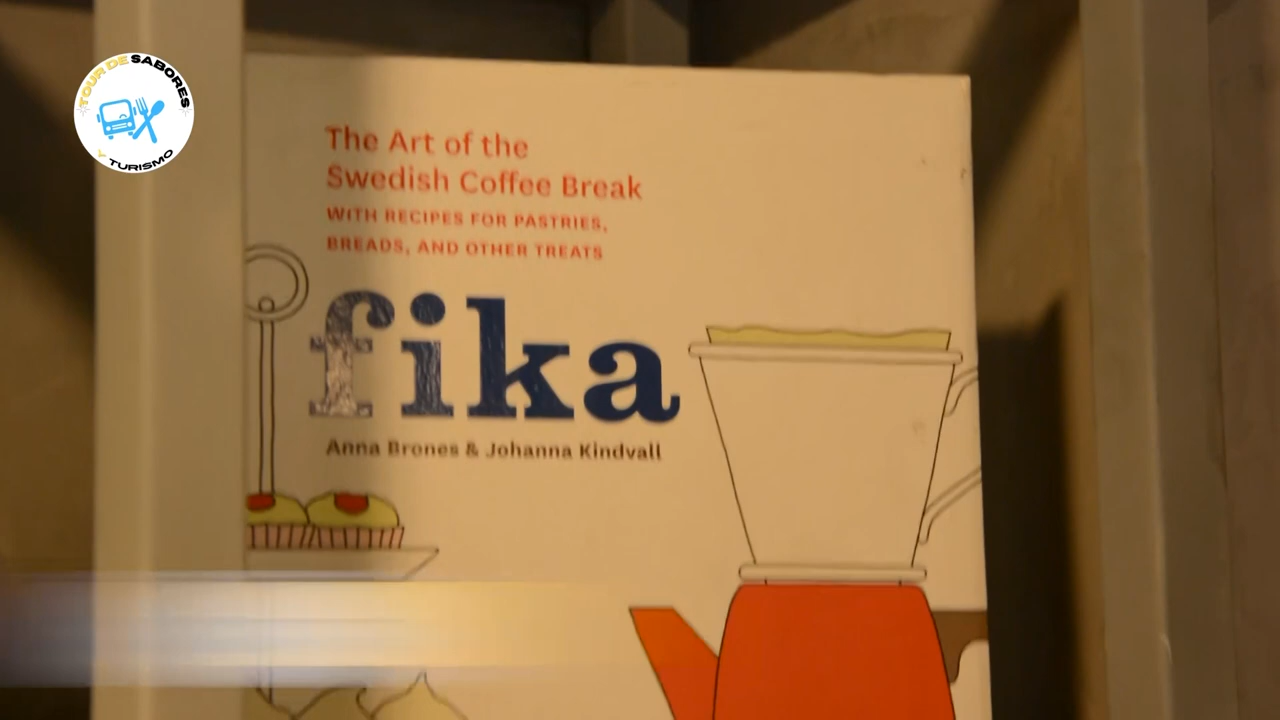 TOUR DE SABORES
Y TURISMO
The Art of the
Swedish Coffee Break
WITH RECIPES FOR PASTRIES,
BREADS, AND OTHER TREATS
fika
Anna Brones & Johanna Kindvall